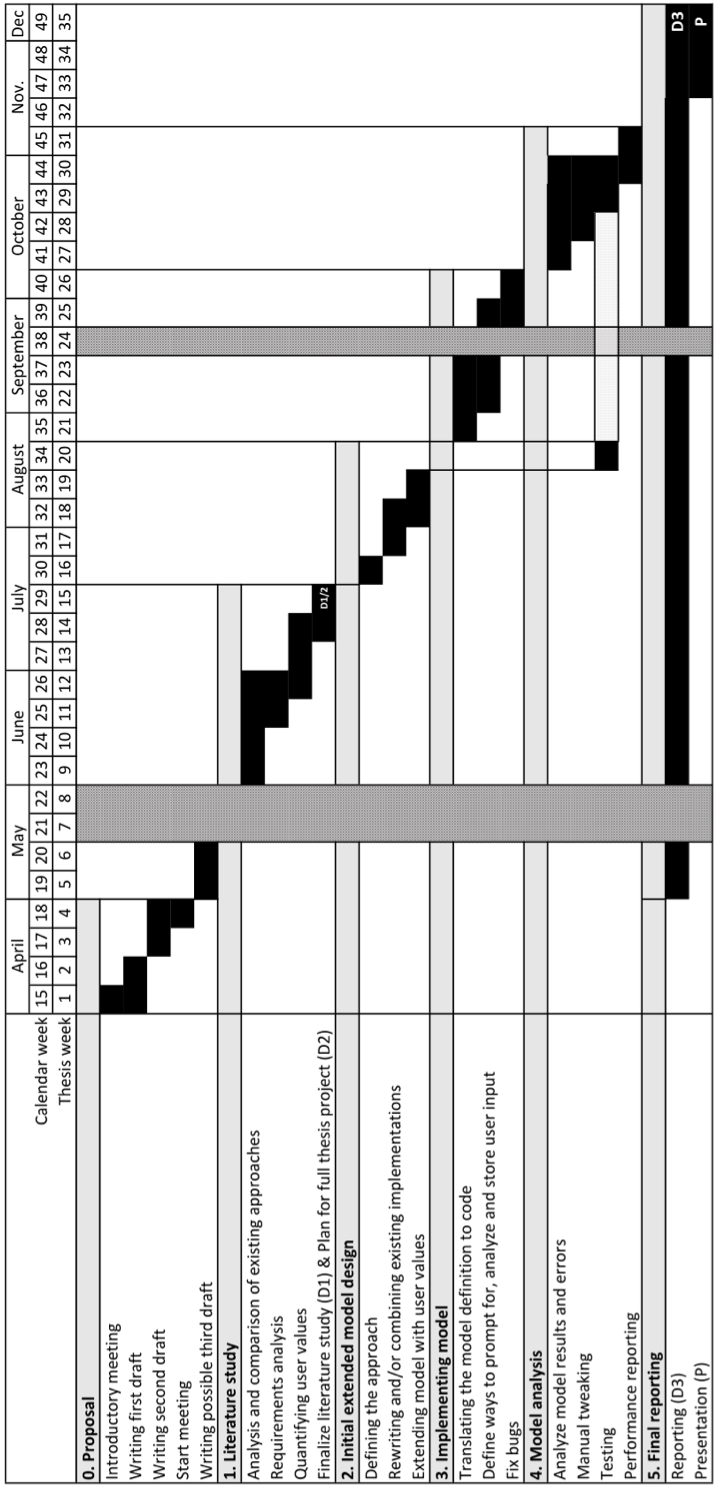 April May June July August September October Nov. Dec
Calendar week 15 16 17 18 19 20 21 22 23 24 25 26 27 28 29 30 31 32 33 34 35 36 37 38 39 40 41 42 43 44 45 46 47 48 49
Thesis week 1 2 3 4 5 6 7 8 9 10 11 12 13 14 15 16 17 18 19 20 21 22 23 24 25 26 27 28 29 30 31 32 33 34 35
0. Proposal
Introductory meeting
Writing first draft
Writing second draft
Start meeting
Writing possible third draft
1. Literature study
Analysis and comparison of existing approaches
Requirements analysis
Quantifying user values
Finalize literature study (D1) & Plan for full thesis project (D2) D1/2
2. Initial extended model design
Defining the approach
Rewriting and/or combining existing implementations
Extending model with user values
3. Implementing model
Translating the model definition to code
Define ways to prompt for, analyze and store user input
Fix bugs
4. Model analysis
Analyze model results and errors
Manual tweaking
Testing
Performance reporting
5. Final reporting
Reporting (D3) D3
Presentation (P) P